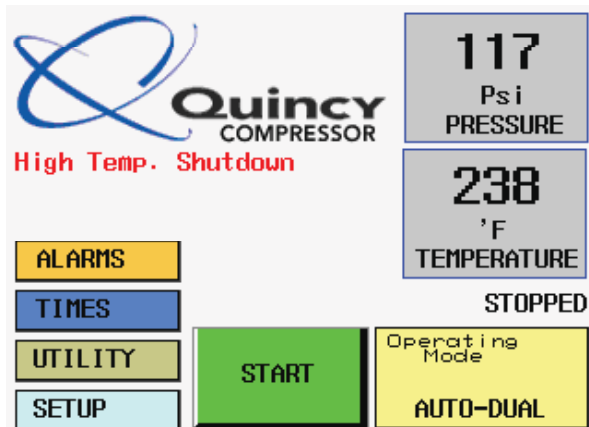 Quincy
COMPRESSOR
High Temp. Shutdown
117
Psi
PRESSURE
238
'F
TEMPERATURE
STOPPED
ALARMS
TIMES
UTILITY
SETUP
START
Operating
Mode
AUTO-DUAL